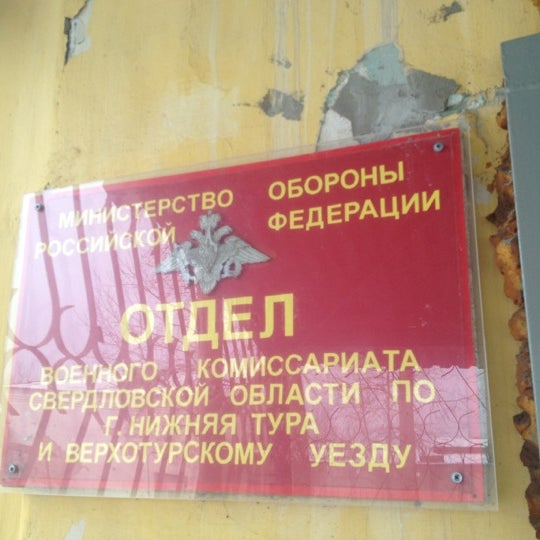 МИНИСТЕРСТВО ОБОРОНЫ
РОССИЙСКОЙ ФЕДЕРАЦИИ
ОТДЕЛ
ВОЕННОГО КОМИССАРИАТА
СВЕРДЛОВСКОЙ ОБЛАСТИ ПО
Г. НИЖНЯЯ ТУРА
И ВЕРХОТУРСКОМУ УЕЗДУ